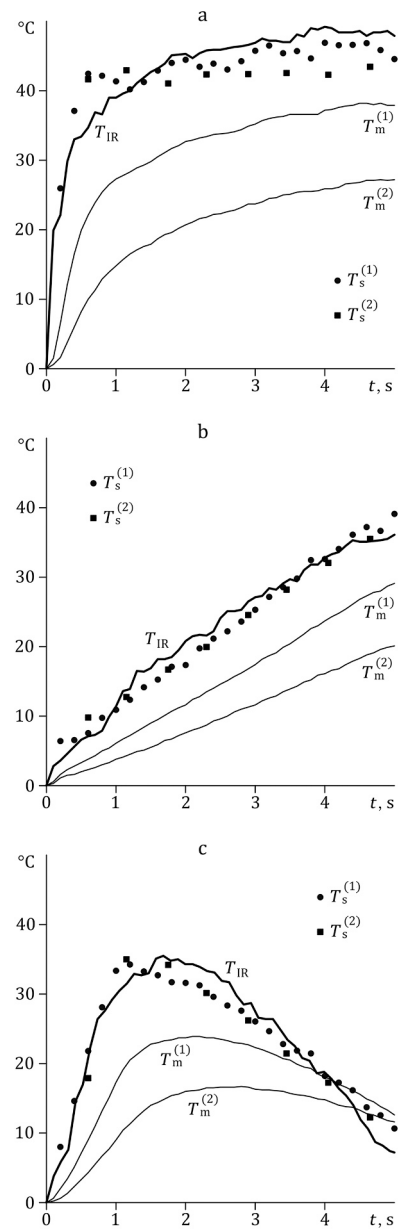 a
°C
40
30
20
10
0
T_IR
T_m^(1)
T_m^(2)
T_s^(1)
T_s^(2)
0 1 2 3 4 t, s
b
°C
40
30
20
10
0
T_s^(1)
T_s^(2)
T_IR
T_m^(1)
T_m^(2)
0 1 2 3 4 t, s
c
°C
40
30
20
10
0
T_s^(1)
T_s^(2)
T_IR
T_m^(1)
T_m^(2)
0 1 2 3 4 t, s